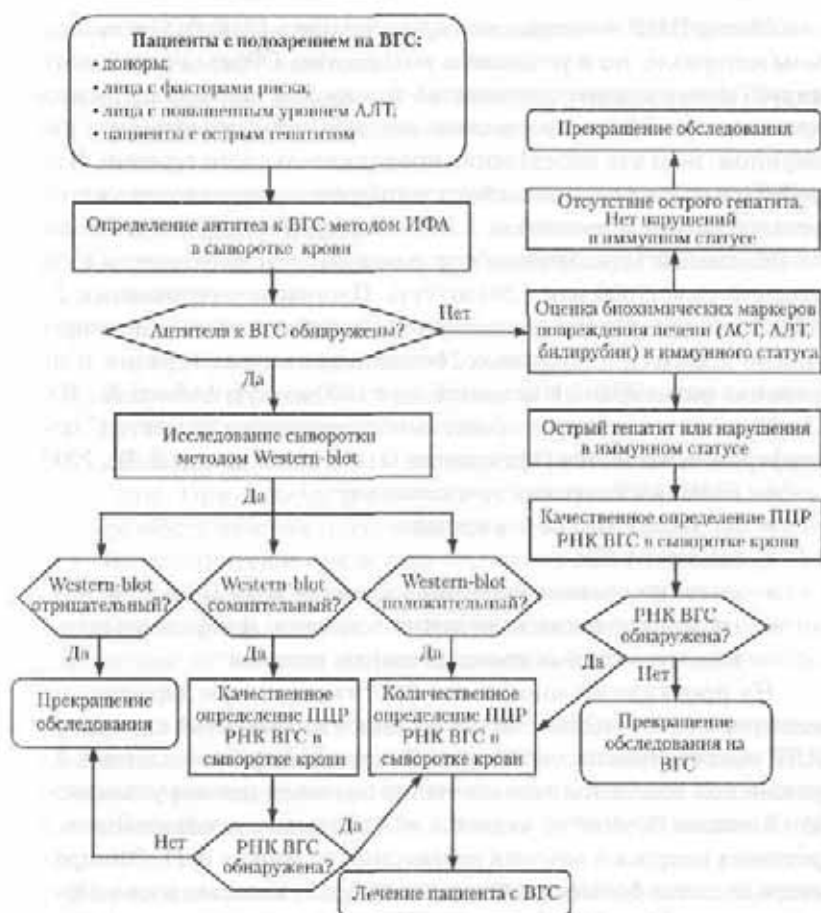 Пациенты с подозрением на ВГС:
• доноры;
• лица с факторами риска;
• лица с повышенным уровнем АЛТ;
• пациенты с острым гепатитом
Определение антител к ВГС методом ИФА
в сыворотке крови
Антитела к ВГС обнаружены?
Нет
Да
Прекращение обследования
Отсутствие острого гепатита,
Нет нарушений
в иммунном статусе
Оценка биохимических маркеров
повреждения печени (АСТ, АЛТ,
билирубин) и иммунного статуса
Острый гепатит или нарушения
в иммунном статусе
Качественное определение ПЦР
РНК ВГС в сыворотке крови
РНК ВГС
обнаружена?
Да
Нет
Прекращение
обследования на
ВГС
Исследование сыворотки
методом Western-blot
Да
Western-blot
отрицательный?
Western-blot
сомнительный?
Western-blot
положительный?
Да
Да
Да
Прекращение
обследования
Качественное
определение ПЦР
РНК ВГС в
сыворотке крови
Количественное
определение ПЦР
РНК ВГС в
сыворотке крови
Нет
РНК ВГС
обнаружена?
Да
Лечение пациента с ВГС